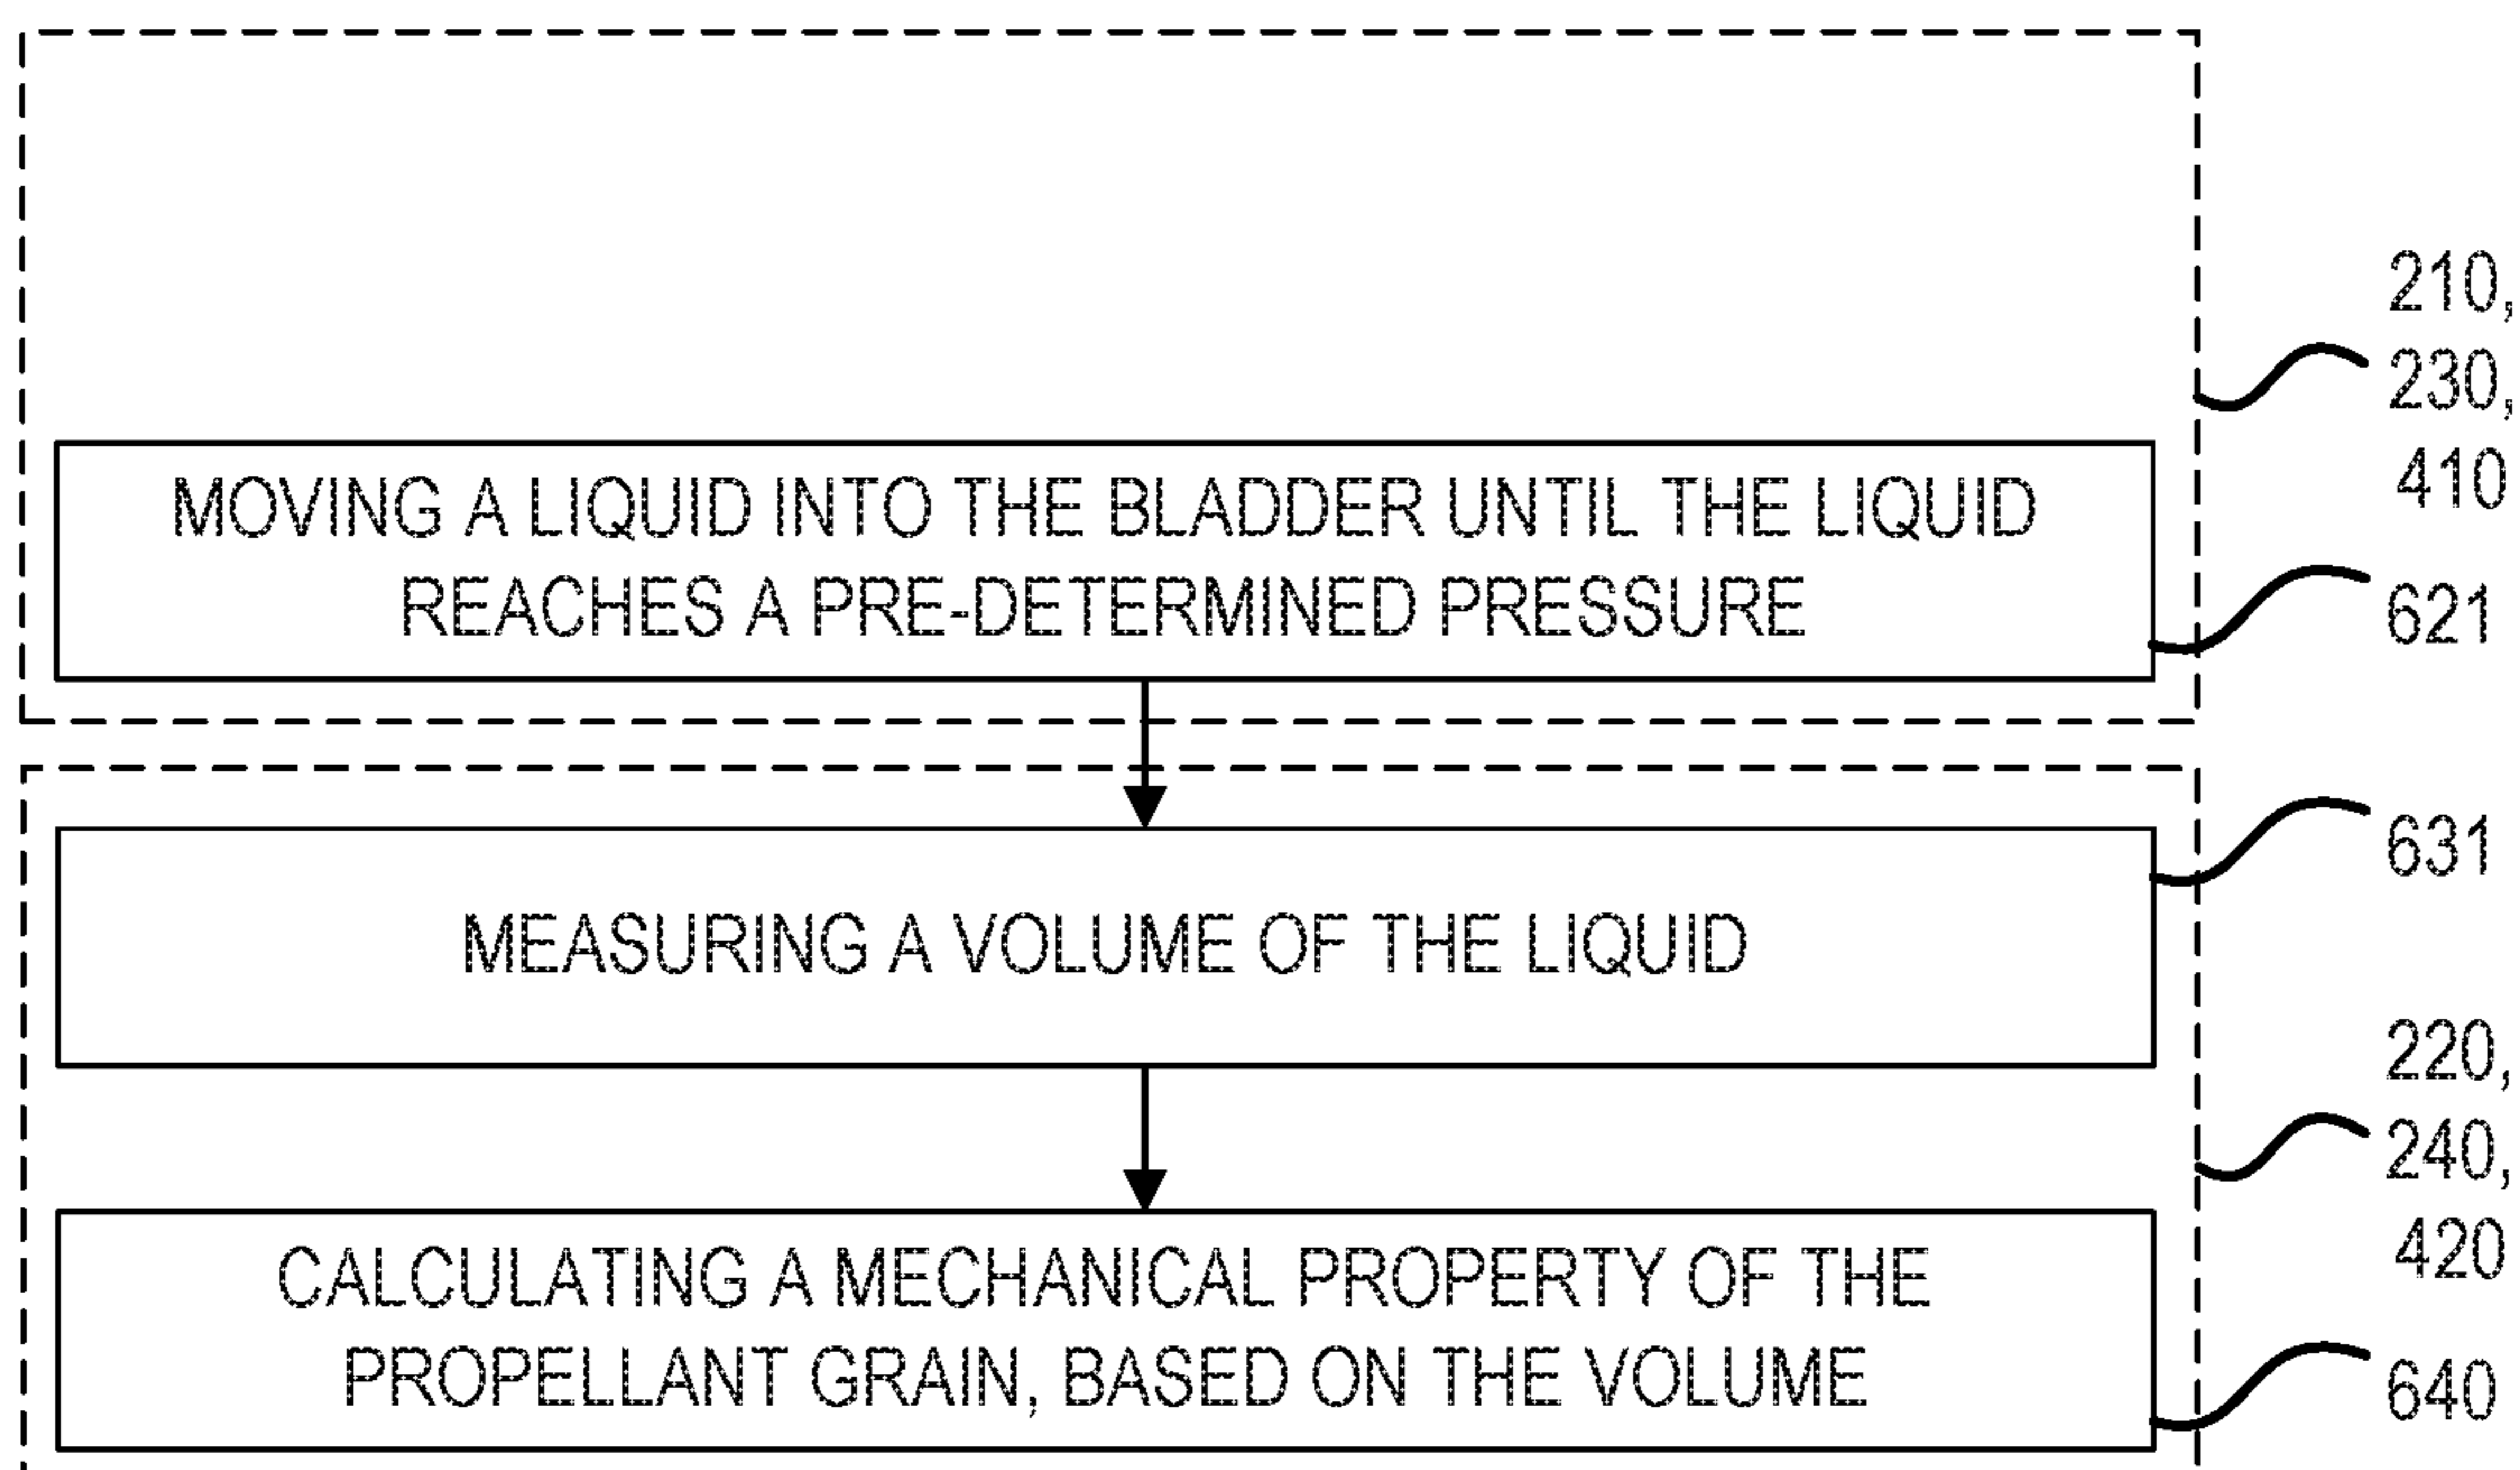 210,
230,
410
MOVING A LIQUID INTO THE BLADDER UNTIL THE LIQUID
REACHES A PRE-DETERMINED PRESSURE
621
631
MEASURING A VOLUME OF THE LIQUID
220,
240,
420
CALCULATING A MECHANICAL PROPERTY OF THE
PROPELLANT GRAIN, BASED ON THE VOLUME
640